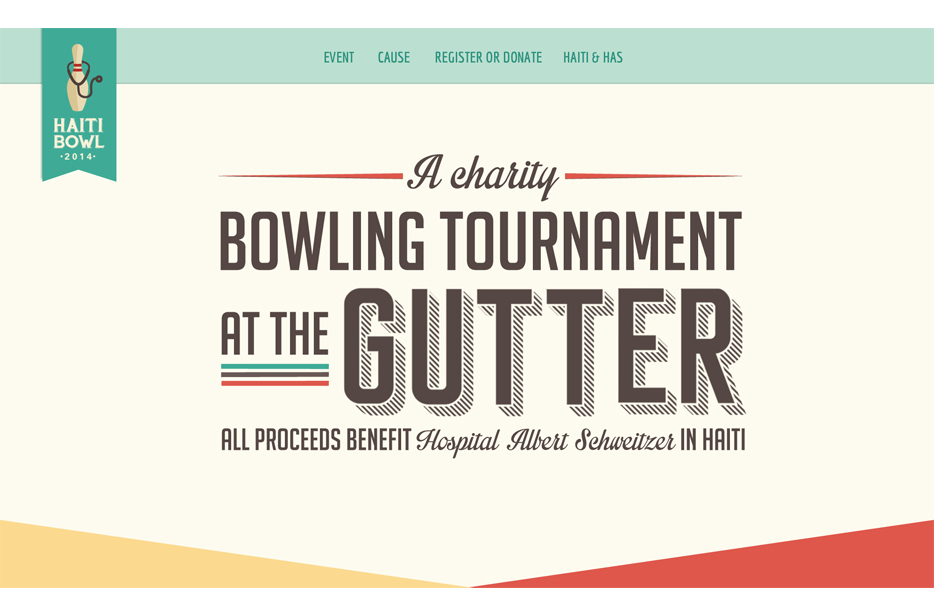 EVENT CAUSE REGISTER OR DONATE HAITI & HAS
HAITI
BOWL
·2014·
A charity
BOWLING TOURNAMENT
AT THE GUTTER
ALL PROCEEDS BENEFIT Hospital Albert Schweitzer IN HAITI